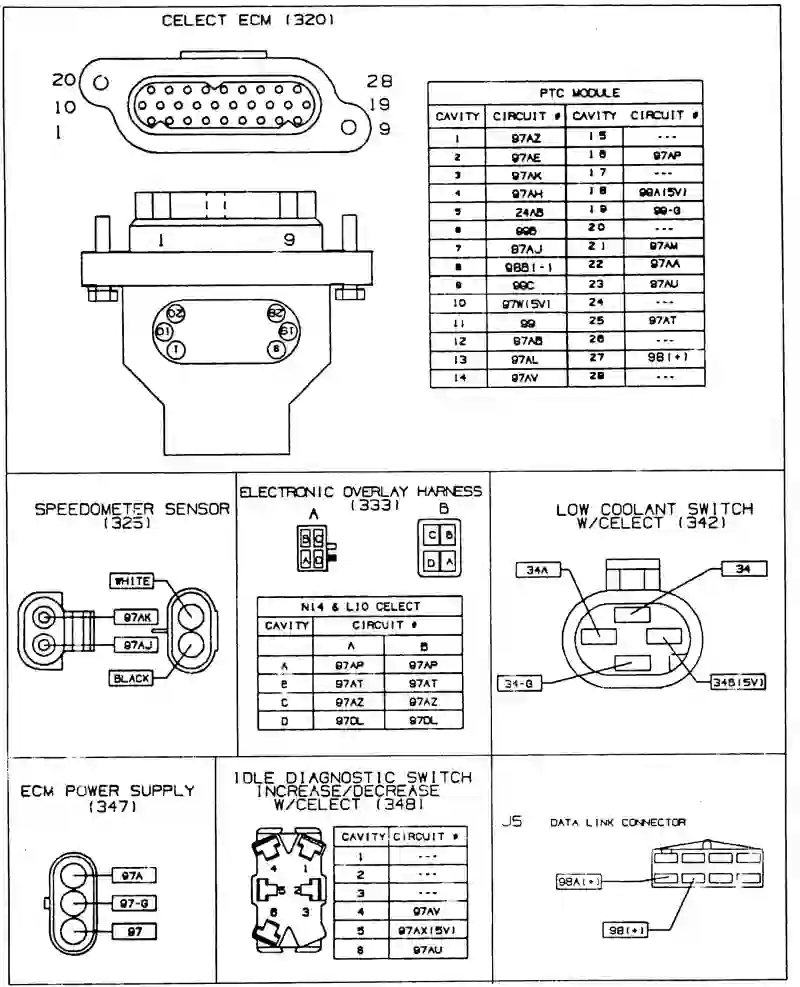 CELECT ECM (320)
20
10
1
28
19
9
1
9
20
28
10
19
1
PTC MODULE
CAVITY CIRCUIT # CAVITY CIRCUIT #
1 97AZ 15 ---
2 97AE 16 97AP
3 97AK 17 ---
4 97AH 18 99A(5V)
5 24AB 19 99-G
6 99B 20 ---
7 97AJ 21 97AM
8 98B(-) 22 97AA
9 99C 23 97AU
10 97W(5V) 24 ---
11 99 25 97AT
12 97AB 26 ---
13 97AL 27 98(+)
14 97AV 28 ---
SPEEDOMETER SENSOR
(325)
WHITE
97AK
97AJ
BLACK
ELECTRONIC OVERLAY HARNESS
(333)
A B
B C
A D
C B
D A
N14 & L10 CELECT
CAVITY CIRCUIT #
A B
A 97AP 97AP
B 97AT 97AT
C 97AZ 97AZ
D 97DL 97DL
LOW COOLANT SWITCH
W/CELECT (342)
34A
34
34-G
34B(5V)
ECM POWER SUPPLY
(347)
97A
97-G
97
IDLE DIAGNOSTIC SWITCH
INCREASE/DECREASE
W/CELECT (348)
4 1
5 2
6 3
CAVITY CIRCUIT #
1 ---
2 ---
3 ---
4 97AV
5 97AX(5V)
6 97AU
J5 DATA LINK CONNECTOR
98A(+)
98(+)